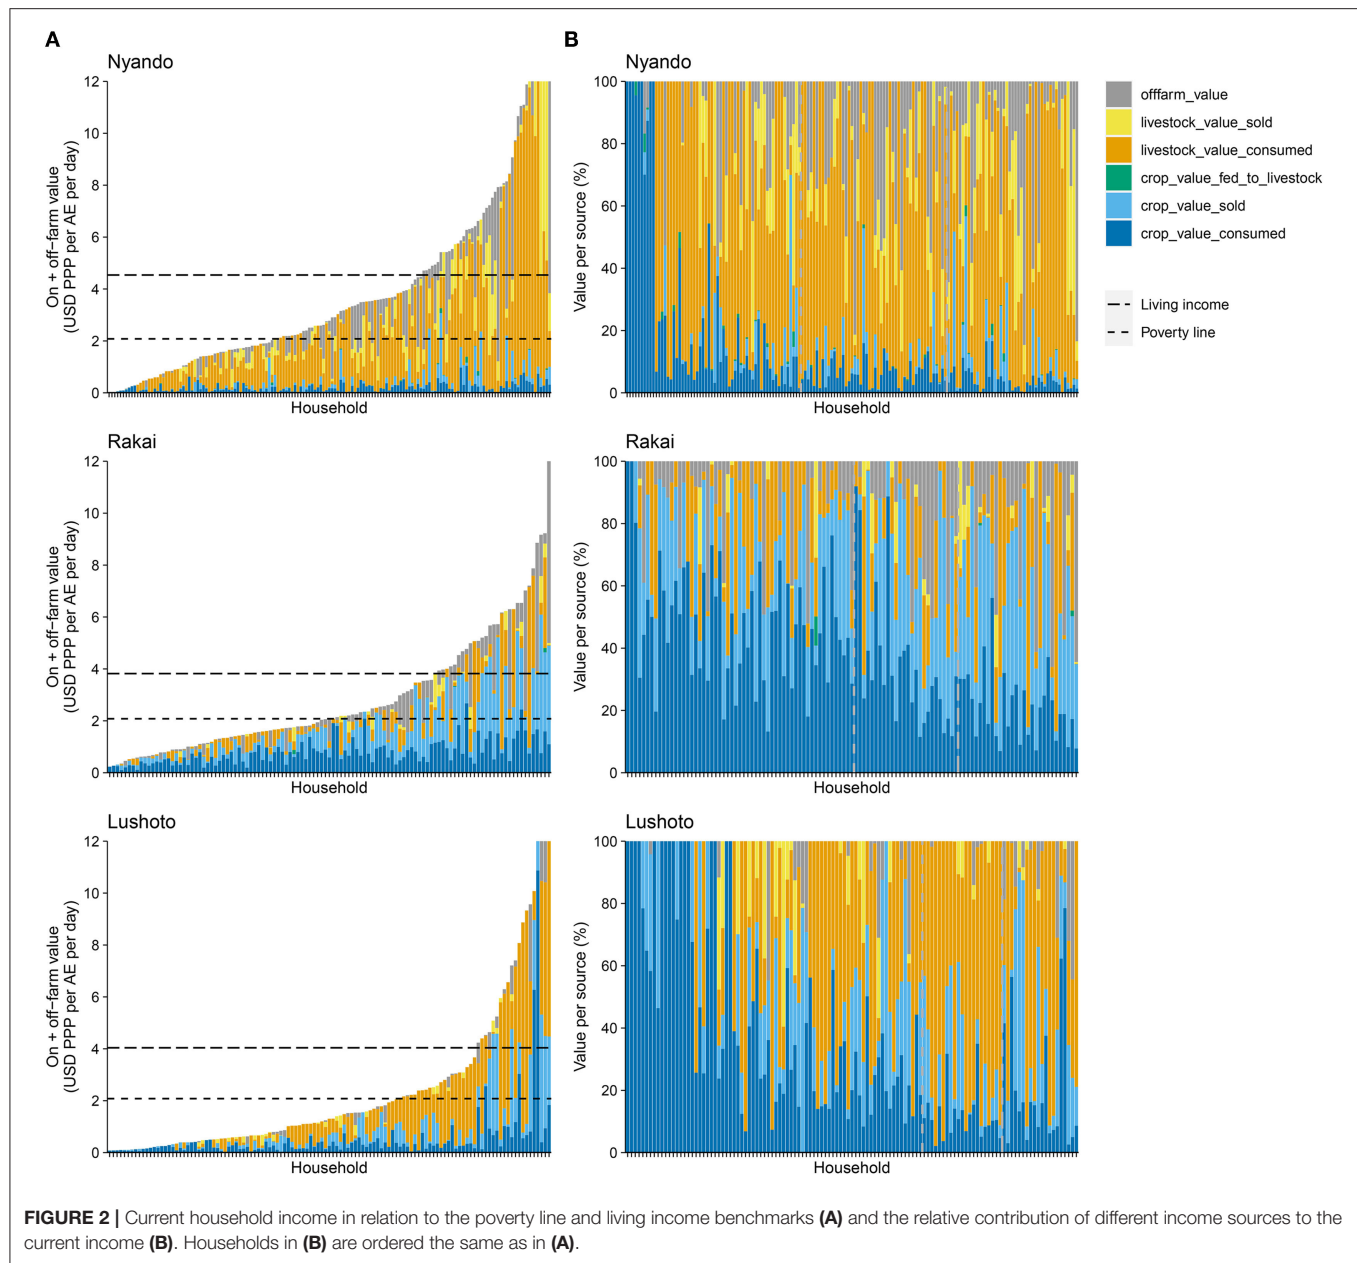 A
B
Nyando
On + off−farm value
(USD PPP per AE per day)
12
10
8
6
4
2
0
Household
Nyando
Value per source (%)
100
80
60
40
20
0
Household
offfarm_value
livestock_value_sold
livestock_value_consumed
crop_value_fed_to_livestock
crop_value_sold
crop_value_consumed
Living income
Poverty line
Rakai
On + off−farm value
(USD PPP per AE per day)
12
10
8
6
4
2
0
Household
Rakai
Value per source (%)
100
80
60
40
20
0
Household
Lushoto
On + off−farm value
(USD PPP per AE per day)
12
10
8
6
4
2
0
Household
Lushoto
Value per source (%)
100
80
60
40
20
0
Household
FIGURE 2 | Current household income in relation to the poverty line and living income benchmarks (A) and the relative contribution of different income sources to the
current income (B). Households in (B) are ordered the same as in (A).